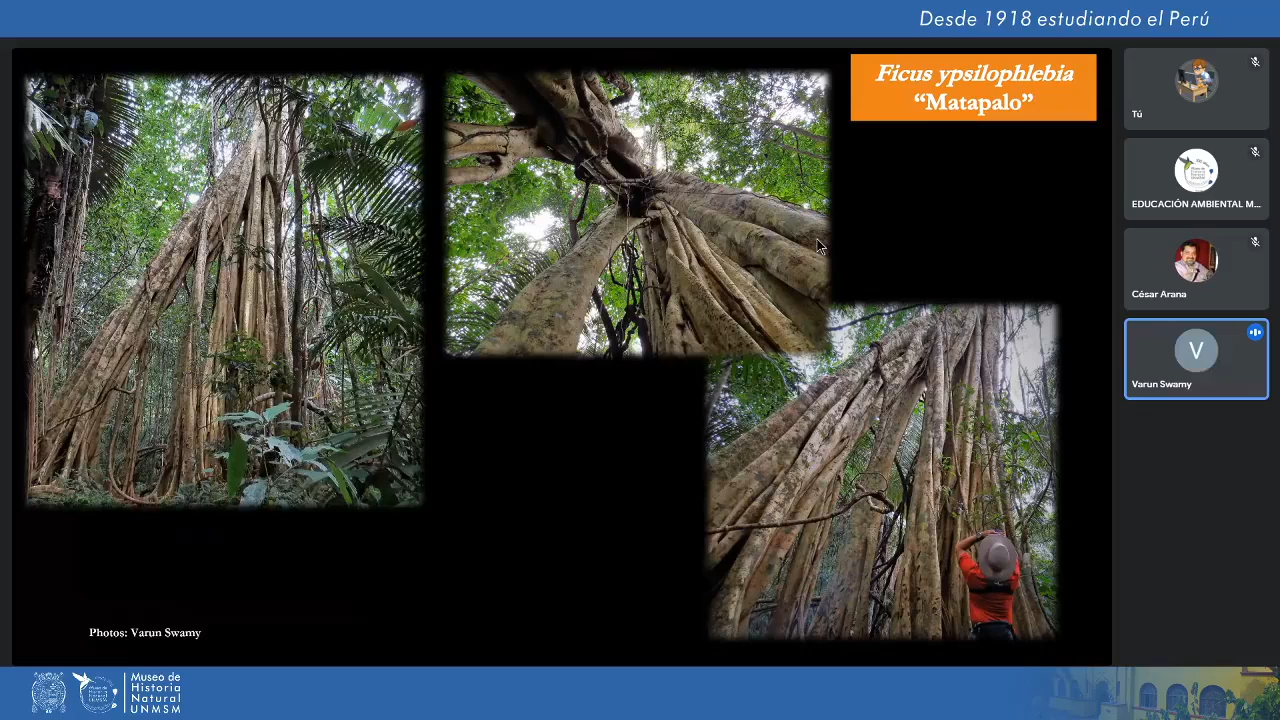 Desde 1918 estudiando el Perú
Ficus ypsilophlebia
“Matapalo”
Tú
EDUCACIÓN AMBIENTAL M...
César Arana
V
Varun Swamy
Photos: Varun Swamy
Museo de
Historia
Natural
UNMSM